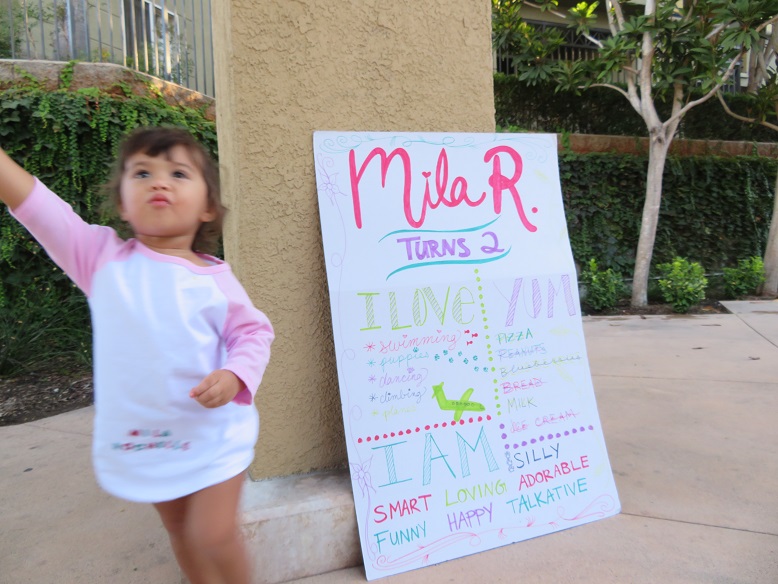 Mila R.
TURNS 2
I LOVE
* swimming
* puppies
* dancing
* climbing
* planes
YUM
PIZZA
PEANUTS
BLUEBERRIES
BREAD
MILK
ICE CREAM
I AM
SILLY
SMART LOVING ADORABLE
FUNNY HAPPY TALKATIVE
MILA